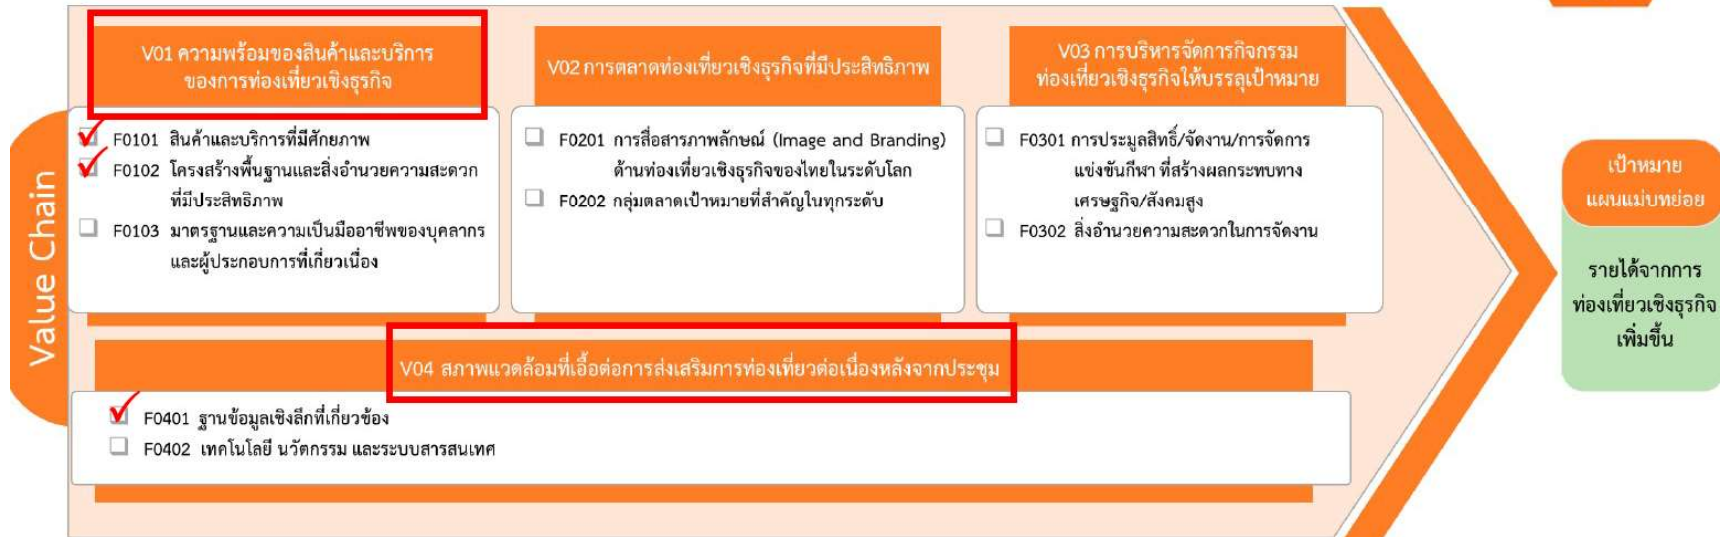 Value Chain
V01 ความพร้อมของสินค้าและบริการ
ของการท่องเที่ยวเชิงธุรกิจ
F0101 สินค้าและบริการที่มีศักยภาพ
F0102 โครงสร้างพื้นฐานและสิ่งอำนวยความสะดวก
ที่มีประสิทธิภาพ
F0103 มาตรฐานและความเป็นมืออาชีพของบุคลากร
และผู้ประกอบการที่เกี่ยวเนื่อง
V02 การตลาดท่องเที่ยวเชิงธุรกิจที่มีประสิทธิภาพ
F0201 การสื่อสารภาพลักษณ์ (Image and Branding)
ด้านท่องเที่ยวเชิงธุรกิจของไทยในระดับโลก
F0202 กลุ่มตลาดเป้าหมายที่สำคัญในทุกระดับ
V03 การบริหารจัดการกิจกรรม
ท่องเที่ยวเชิงธุรกิจให้บรรลุเป้าหมาย
F0301 การประมูลสิทธิ์/จัดงาน/การจัดการ
แข่งขันกีฬา ที่สร้างผลกระทบทาง
เศรษฐกิจ/สังคมสูง
F0302 สิ่งอำนวยความสะดวกในการจัดงาน
V04 สภาพแวดล้อมที่เอื้อต่อการส่งเสริมการท่องเที่ยวต่อเนื่องหลังจากประชุม
F0401 ฐานข้อมูลเชิงลึกที่เกี่ยวข้อง
F0402 เทคโนโลยี นวัตกรรม และระบบสารสนเทศ
เป้าหมาย
แผนแม่บทย่อย
รายได้จากการ
ท่องเที่ยวเชิงธุรกิจ
เพิ่มขึ้น